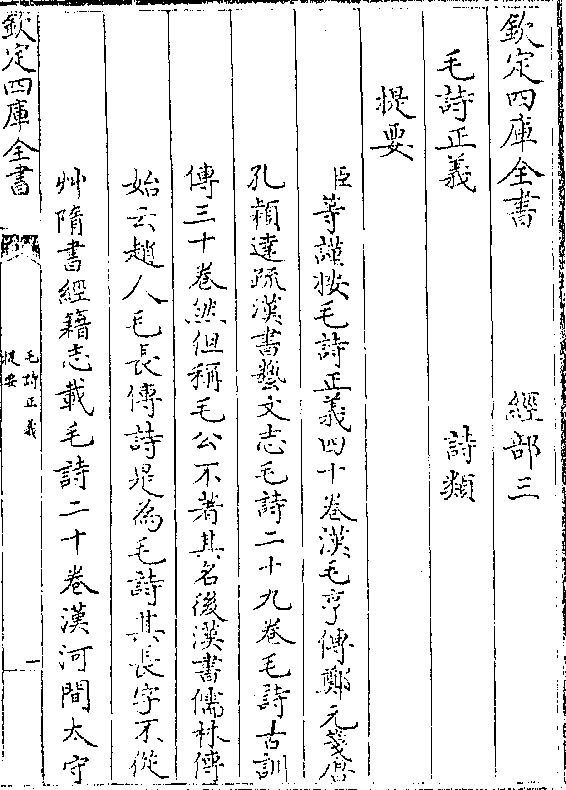 欽定四庫全書　　經部三
毛詩正義　　詩類
提要
臣等謹按毛詩正義四十卷漢毛亨傳鄭元箋唐
孔穎達疏漢書藝文志毛詩二十九卷毛詩古訓
傳三十卷然但稱毛公不著其名後漢書儒林傳
始云趙人毛長傳詩是為毛詩其長字不從
艸隋書經籍志載毛詩二十卷漢河間太守
欽定四庫全書
毛詩正義
提要
一